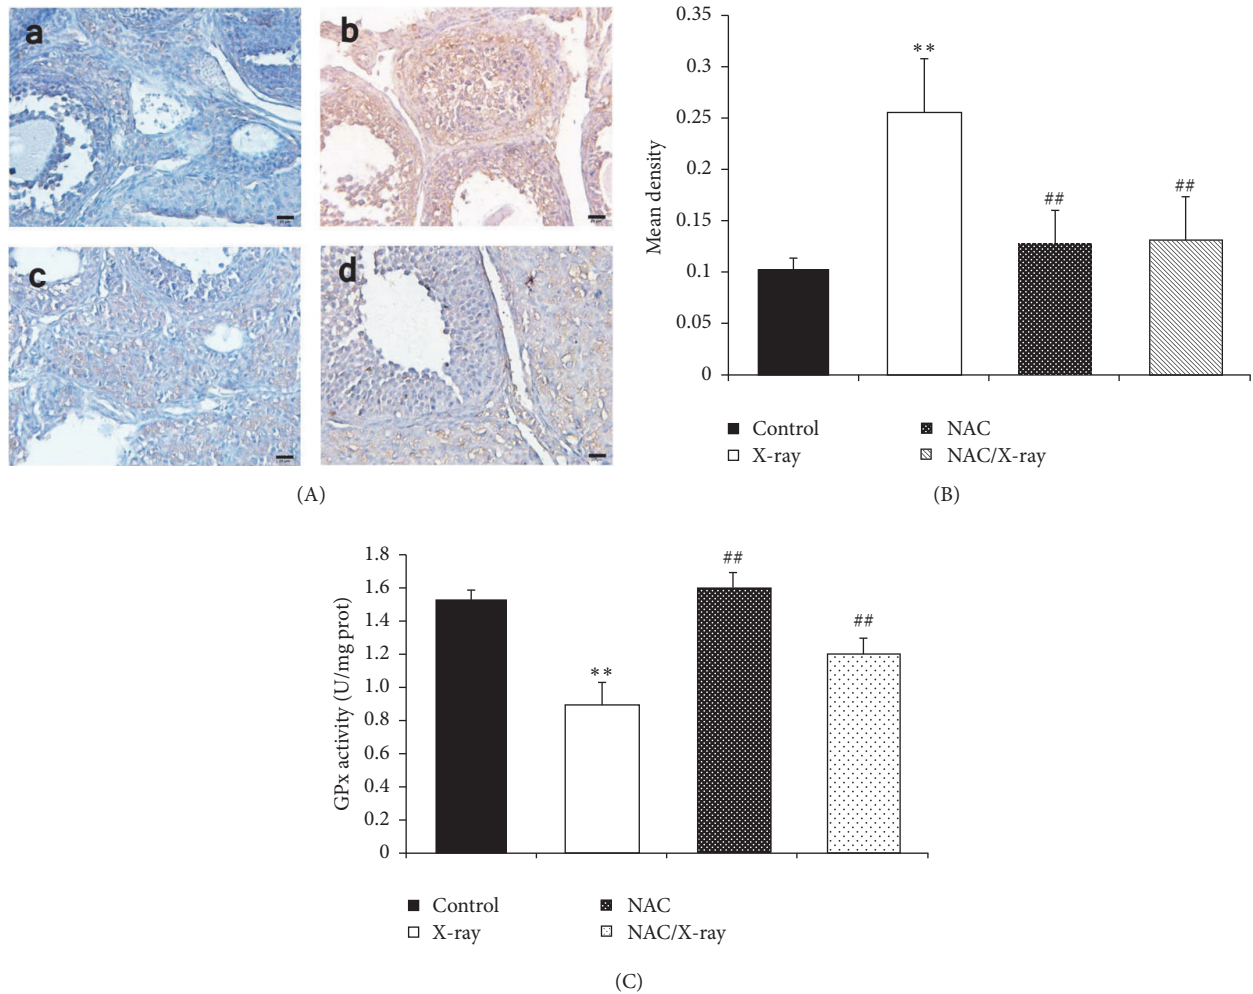 a
b
c
d
(A)
0.35
0.3
0.25
0.2
0.15
0.1
0.05
0
Mean density
**
##
##
Control
NAC
X-ray
NAC/X-ray
(B)
1.8
1.6
1.4
1.2
1.0
0.8
0.6
0.4
0.2
0
GPx activity (U/mg prot)
**
##
##
Control
NAC
X-ray
NAC/X-ray
(C)